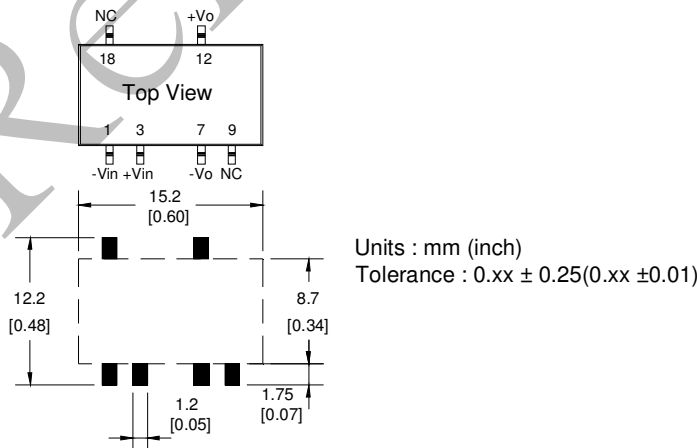 NC +Vo
18 12
Top View
1 3 7 9
-Vin +Vin -Vo NC
15.2
[0.60]
Units : mm (inch)
Tolerance : 0.xx ± 0.25(0.xx ±0.01)
12.2
[0.48]
8.7
[0.34]
1.2
[0.05]
1.75
[0.07]